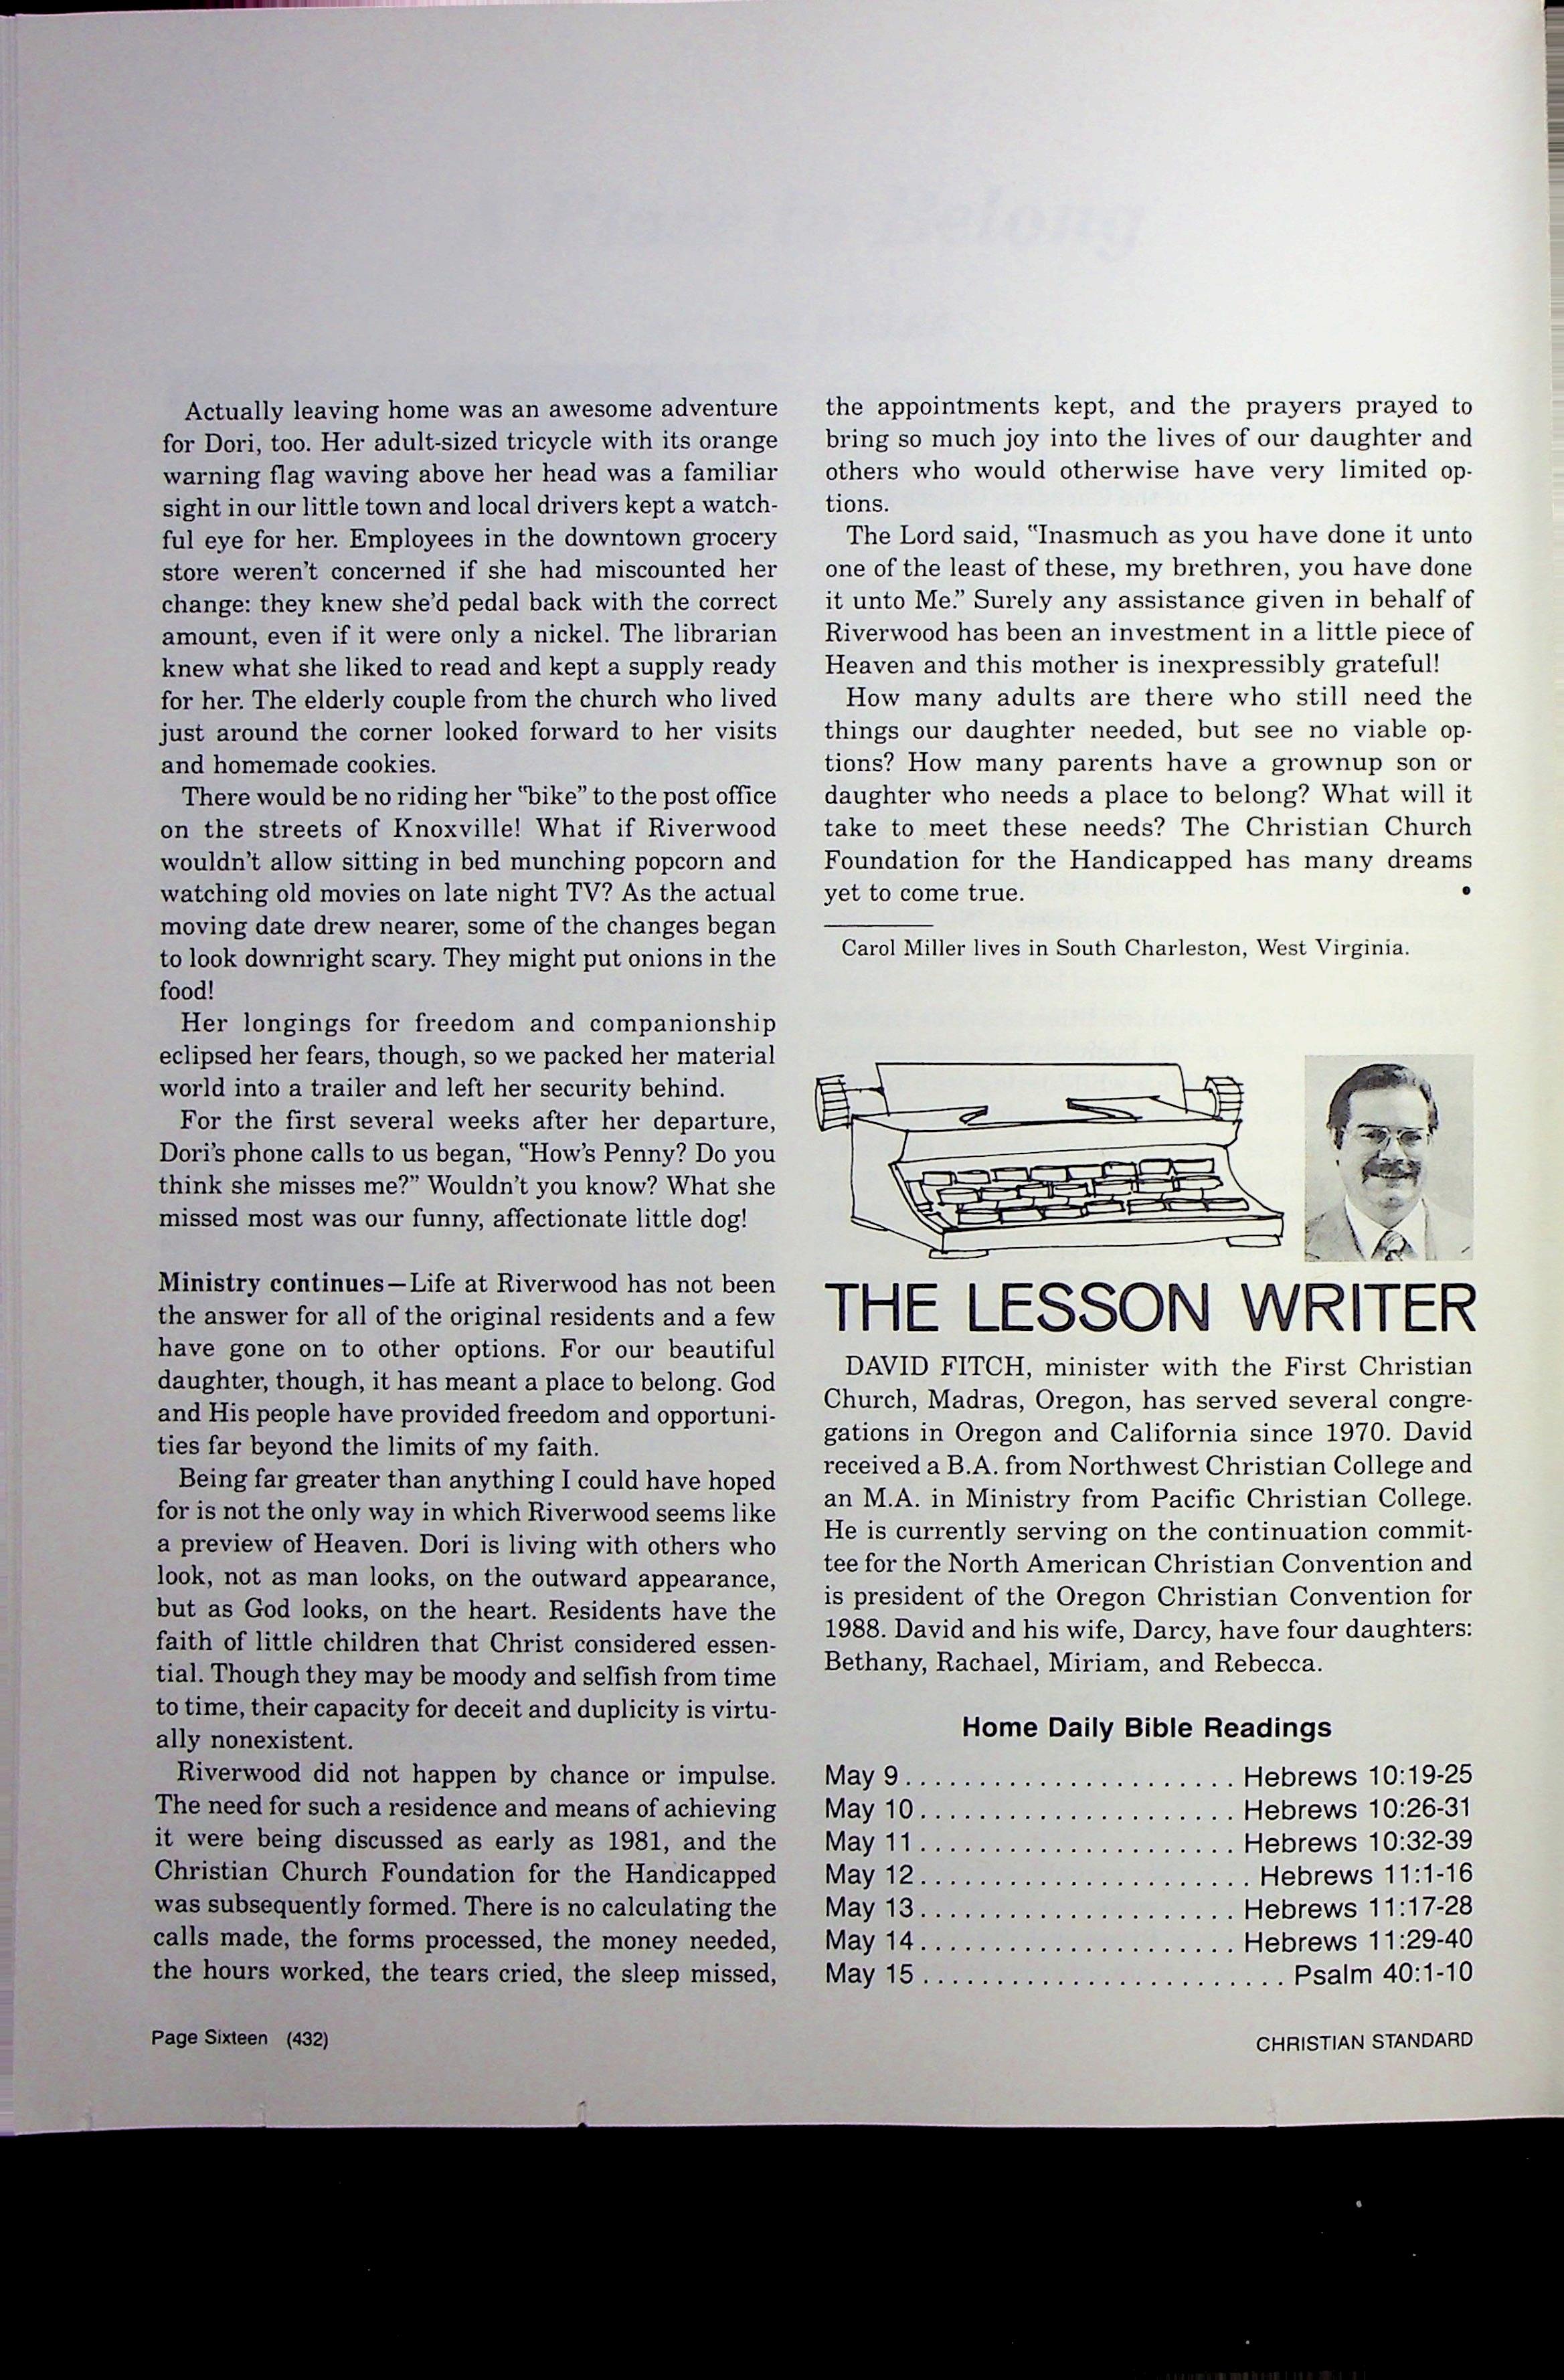 Actually leaving home was an awesome adventure
for Dori, too. Her adult-sized tricycle with its orange
warning flag waving above her head was a familiar
sight in our little town and local drivers kept a watch-
ful eye for her. Employees in the downtown grocery
store weren't concerned if she had miscounted her
change: they knew she'd pedal back with the correct
amount, even if it were only a nickel. The librarian
knew what she liked to read and kept a supply ready
for her. The elderly couple from the church who lived
just around the corner looked forward to her visits
and homemade cookies.
There would be no riding her "bike" to the post office
on the streets of Knoxville! What if Riverwood
wouldn't allow sitting in bed munching popcorn and
watching old movies on late night TV? As the actual
moving date drew nearer, some of the changes began
to look downright scary. They might put onions in the
food!
Her longings for freedom and companionship
eclipsed her fears, though, so we packed her material
world into a trailer and left her security behind.
For the first several weeks after her departure,
Dori's phone calls to us began, "How's Penny? Do you
think she misses me?" Wouldn't you know? What she
missed most was our funny, affectionate little dog!
Ministry continues—Life at Riverwood has not been
the answer for all of the original residents and a few
have gone on to other options. For our beautiful
daughter, though, it has meant a place to belong. God
and His people have provided freedom and opportuni-
ties far beyond the limits of my faith.
Being far greater than anything I could have hoped
for is not the only way in which Riverwood seems like
a preview of Heaven. Dori is living with others who
look, not as man looks, on the outward appearance,
but as God looks, on the heart. Residents have the
faith of little children that Christ considered essen-
tial. Though they may be moody and selfish from time
to time, their capacity for deceit and duplicity is virtu-
ally nonexistent.
Riverwood did not happen by chance or impulse.
The need for such a residence and means of achieving
it were being discussed as early as 1981, and the
Christian Church Foundation for the Handicapped
was subsequently formed. There is no calculating the
calls made, the forms processed, the money needed,
the hours worked, the tears cried, the sleep missed,
the appointments kept, and the prayers prayed to
bring so much joy into the lives of our daughter and
others who would otherwise have very limited op-
tions.
The Lord said, "Inasmuch as you have done it unto
one of the least of these, my brethren, you have done
it unto Me." Surely any assistance given in behalf of
Riverwood has been an investment in a little piece of
Heaven and this mother is inexpressibly grateful!
How many adults are there who still need the
things our daughter needed, but see no viable op-
tions? How many parents have a grownup son or
daughter who needs a place to belong? What will it
take to meet these needs? The Christian Church
Foundation for the Handicapped has many dreams
yet to come true. •
Carol Miller lives in South Charleston, West Virginia.
THE LESSON WRITER
DAVID FITCH, minister with the First Christian
Church, Madras, Oregon, has served several congre-
gations in Oregon and California since 1970. David
received a B.A. from Northwest Christian College and
an M.A. in Ministry from Pacific Christian College.
He is currently serving on the continuation commit-
tee for the North American Christian Convention and
is president of the Oregon Christian Convention for
1988. David and his wife, Darcy, have four daughters:
Bethany, Rachael, Miriam, and Rebecca.
Home Daily Bible Readings
May 9 . . . . . . . . . . . . . . . . . . . . . . Hebrews 10:19-25
May 10 . . . . . . . . . . . . . . . . . . . . . Hebrews 10:26-31
May 11 . . . . . . . . . . . . . . . . . . . . . Hebrews 10:32-39
May 12 . . . . . . . . . . . . . . . . . . . . . . Hebrews 11:1-16
May 13 . . . . . . . . . . . . . . . . . . . . . Hebrews 11:17-28
May 14 . . . . . . . . . . . . . . . . . . . . . Hebrews 11:29-40
May 15 . . . . . . . . . . . . . . . . . . . . . . . . Psalm 40:1-10
Page Sixteen (432)
CHRISTIAN STANDARD